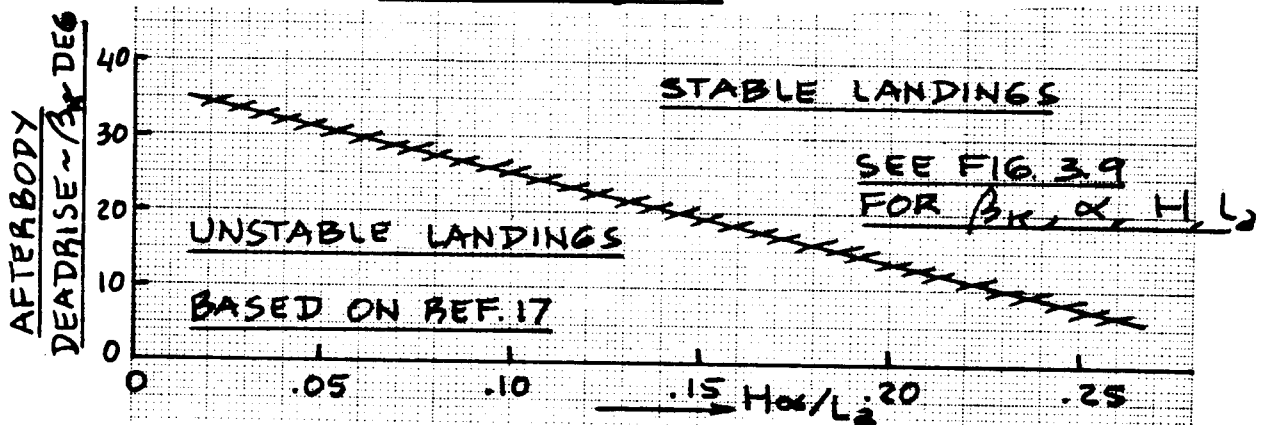 AFTERBODY
DEADRISE ~ βK DEG
40
30
20
10
0
STABLE LANDINGS
SEE FIG. 3.9
FOR βK, α, H, L2
UNSTABLE LANDINGS
BASED ON REF. 17
0 .05 .10 .15 .20 .25
Hα/L2